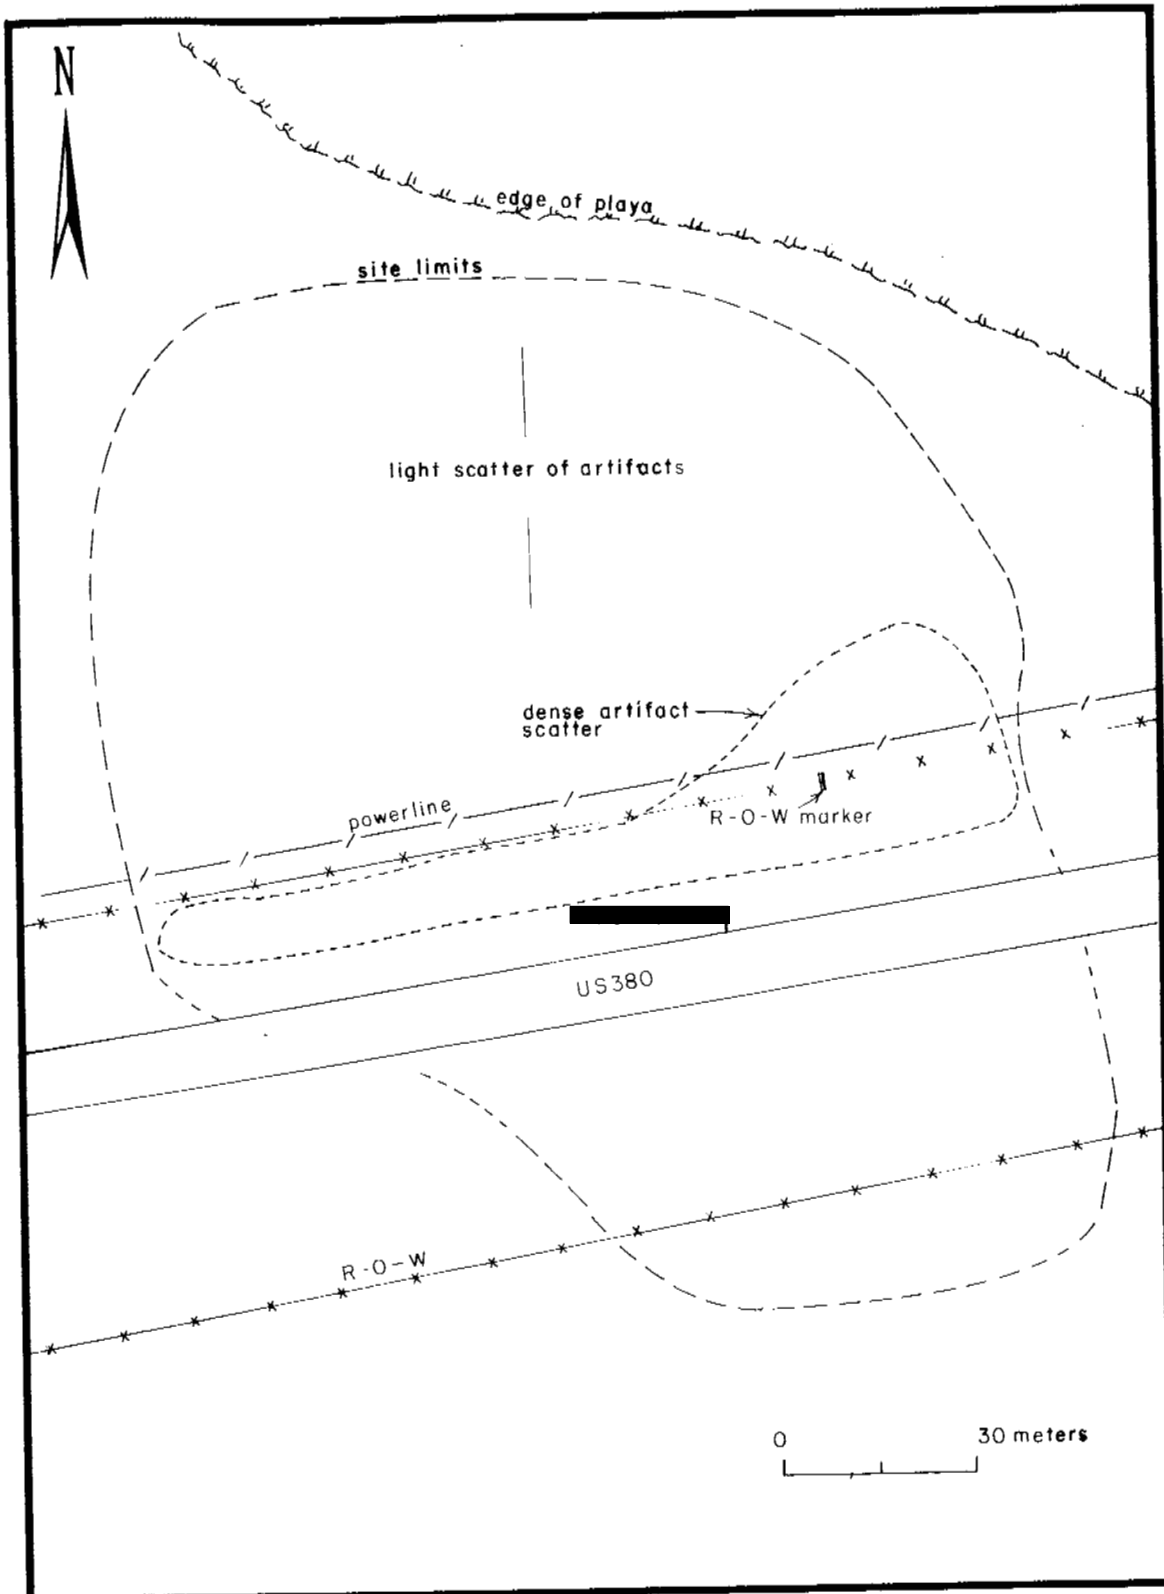 N
edge of playa
site limits
light scatter of artifacts
dense artifact
scatter
powerline
R-O-W marker
US380
R-O-W
0 30 meters